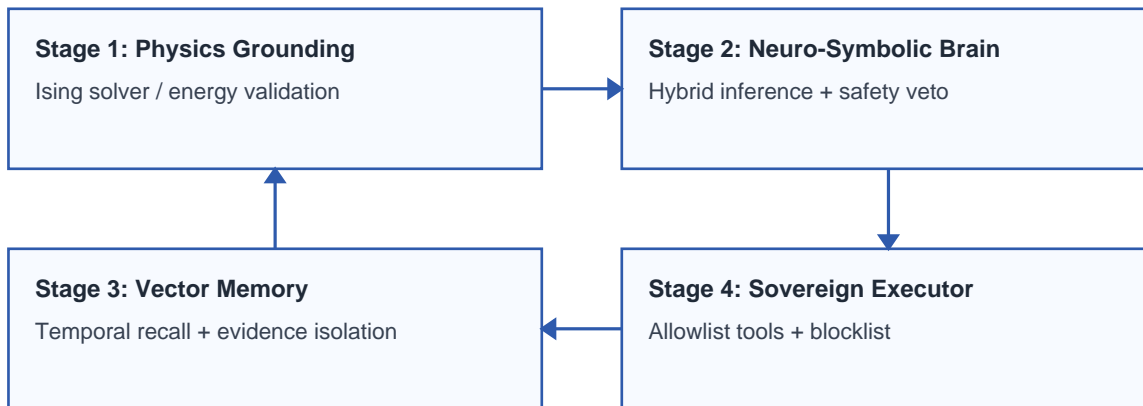 Stage 1: Physics Grounding
Ising solver / energy validation
Stage 2: Neuro-Symbolic Brain
Hybrid inference + safety veto
Stage 3: Vector Memory
Temporal recall + evidence isolation
Stage 4: Sovereign Executor
Allowlist tools + blocklist